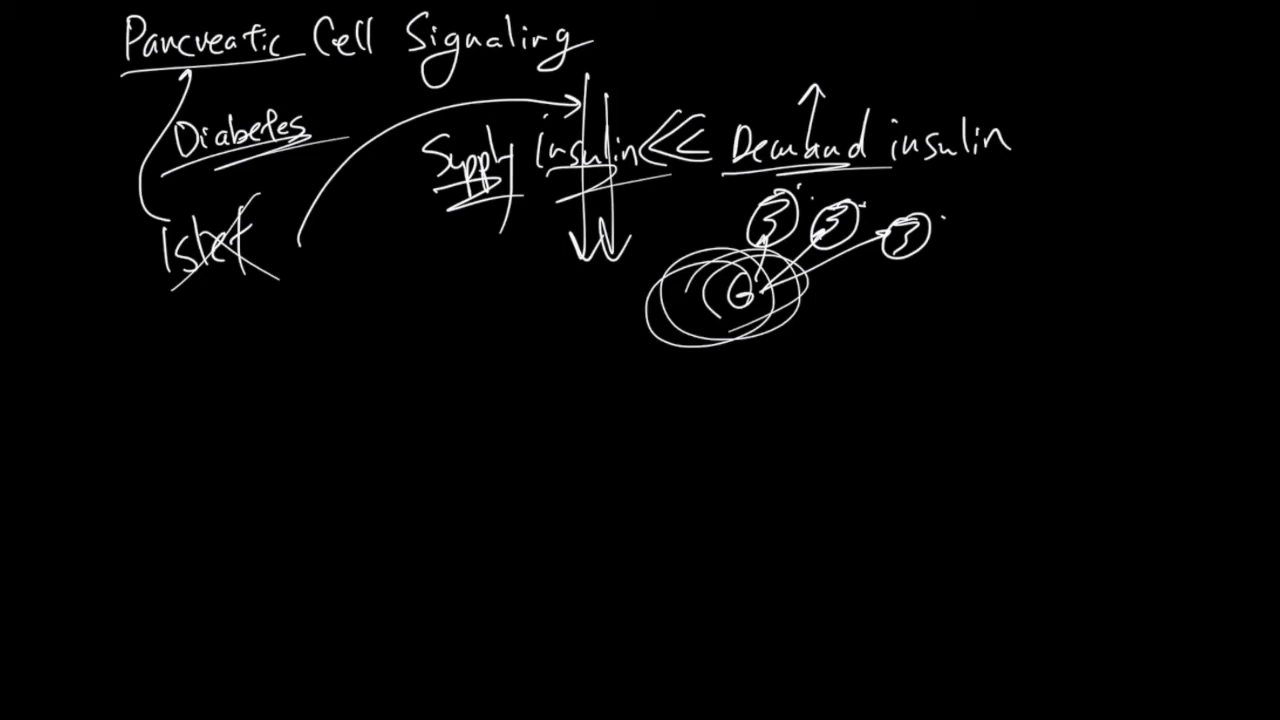 Pancreatic Cell Signaling
Diabetes
Supply insulin << Demand insulin
Islet
G